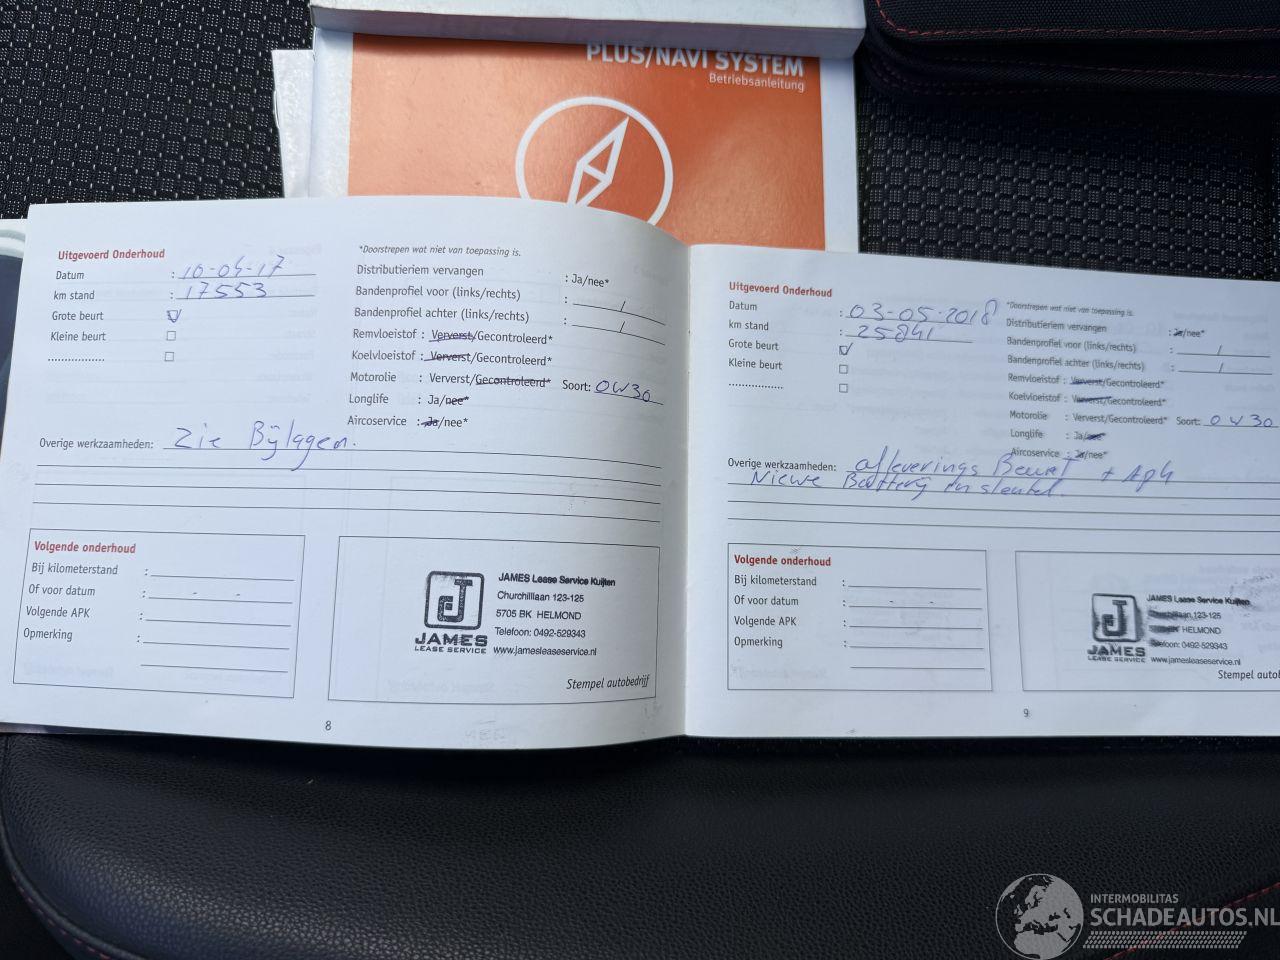 PLUS/NAVI SYSTEM
Betriebsanleitung
Uitgevoerd Onderhoud
Datum : 10-04-17
km stand : 17553
Grote beurt
Kleine beurt
.................
*Doorstrepen wat niet van toepassing is.
Distributieriem vervangen : Ja/nee*
Bandenprofiel voor (links/rechts) : /
Bandenprofiel achter (links/rechts) : /
Remvloeistof : Ververst/Gecontroleerd*
Koelvloeistof : Ververst/Gecontroleerd*
Motorolie : Ververst/Gecontroleerd* Soort: 0W30
Longlife : Ja/nee*
Aircoservice : Ja/nee*
Overige werkzaamheden: Zie Bijlagen.
Volgende onderhoud
Bij kilometerstand :
Of voor datum : - -
Volgende APK :
Opmerking :
J
JAMES
LEASE SERVICE
JAMES Lease Service Kuijten
Churchilllaan 123-125
5705 BK HELMOND
Telefoon: 0492-529343
www.jamesleaseservice.nl
Stempel autobedrijf
8
Uitgevoerd Onderhoud
Datum : 03-05-2018
km stand : 25841
Grote beurt
Kleine beurt
.................
*Doorstrepen wat niet van toepassing is.
Distributieriem vervangen : Ja/nee*
Bandenprofiel voor (links/rechts) : /
Bandenprofiel achter (links/rechts) : /
Remvloeistof : Ververst/Gecontroleerd*
Koelvloeistof : Ververst/Gecontroleerd*
Motorolie : Ververst/Gecontroleerd* Soort: 0W30
Longlife : Ja/nee*
Aircoservice : Ja/nee*
Overige werkzaamheden: afleverings Beurt + Apk
Niewe Batterij in sleutel.
Volgende onderhoud
Bij kilometerstand :
Of voor datum : - -
Volgende APK :
Opmerking :
J
JAMES
LEASE SERVICE
JAMES Lease Service Kuijten
Churchilllaan 123-125
HELMOND
Telefoon: 0492-529343
www.jamesleaseservice.nl
Stempel autob
9
INTERMOBILITAS
SCHADEAUTOS.NL